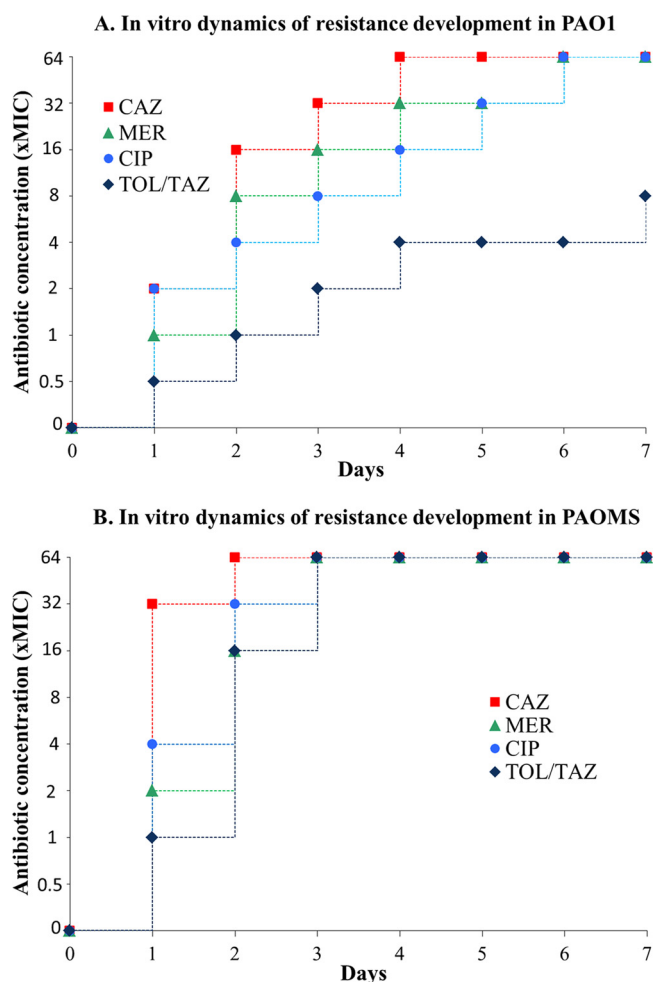 A. In vitro dynamics of resistance development in PAO1
Antibiotic concentration (xMIC)
64
32
16
8
4
2
1
0.5
0
CAZ
MER
CIP
TOL/TAZ
0 1 2 3 4 5 6 7
Days
B. In vitro dynamics of resistance development in PAOMS
Antibiotic concentration (xMIC)
64
32
16
8
4
2
1
0.5
0
CAZ
MER
CIP
TOL/TAZ
0 1 2 3 4 5 6 7
Days